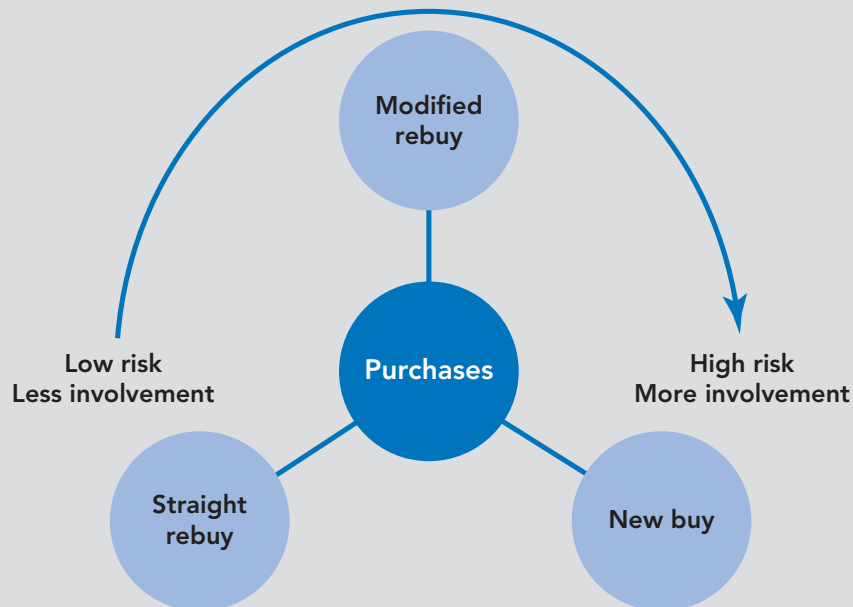 Modified
rebuy
Low risk
Less involvement
Purchases
High risk
More involvement
Straight
rebuy
New buy